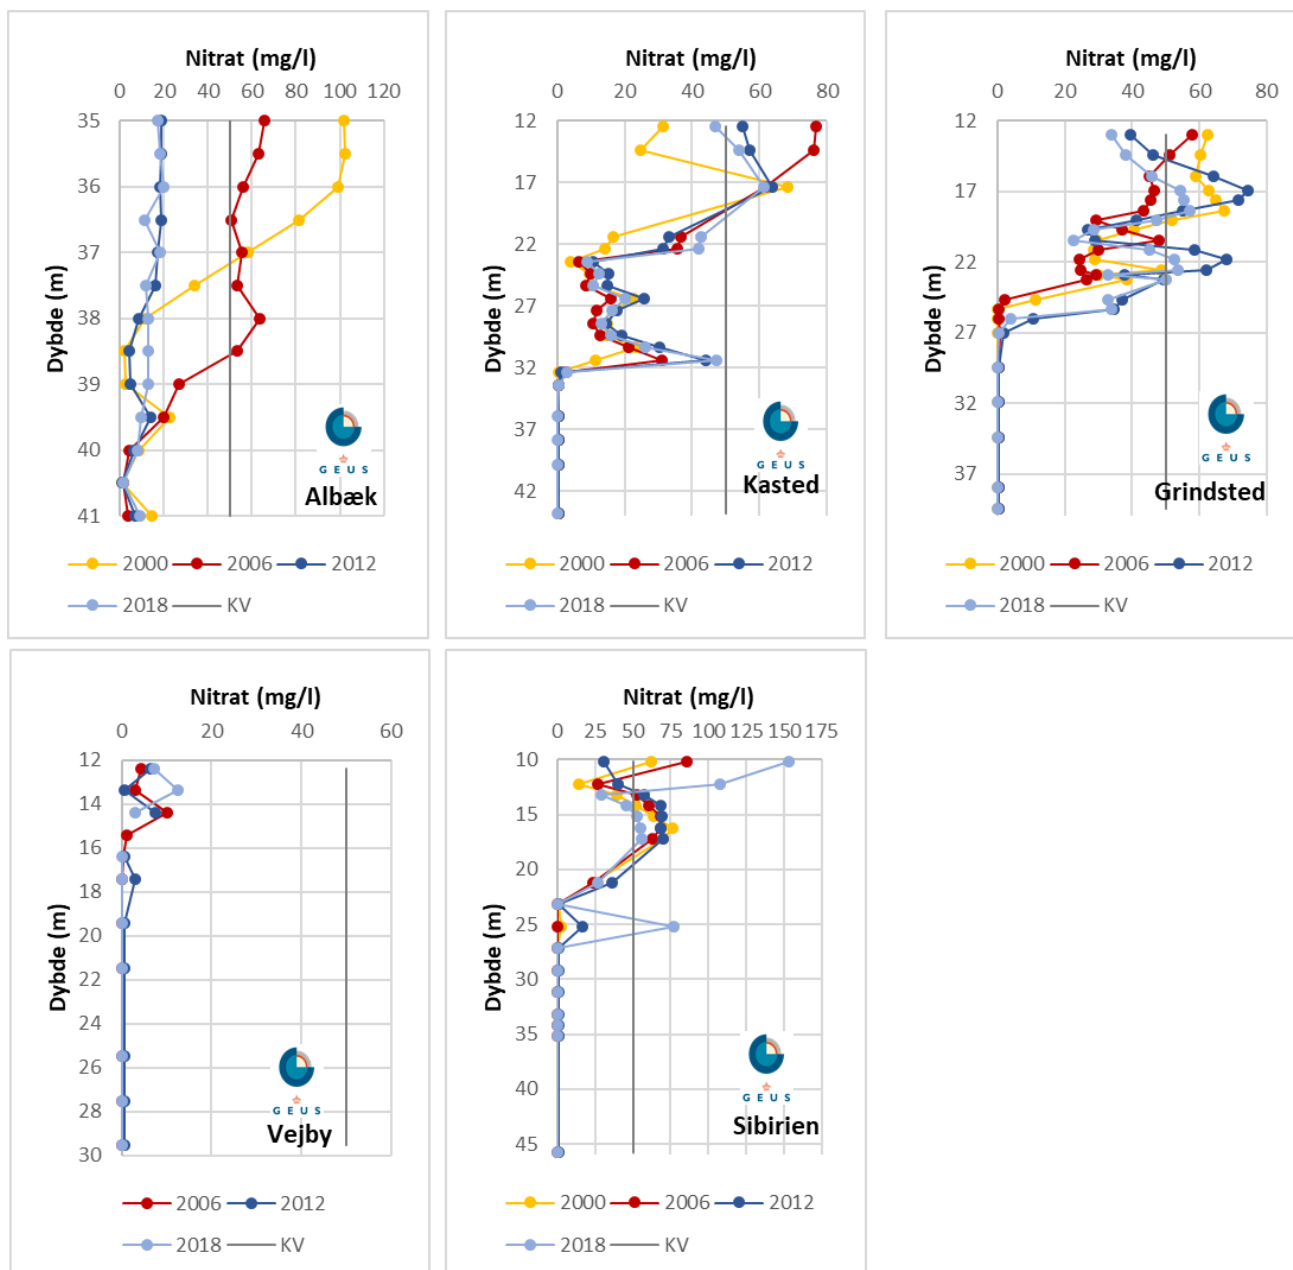 Nitrat (mg/l)
0 20 40 60 80 100 120
35
36
37
38
39
40
41
Dybde (m)
GEUS
Albæk
2000 2006 2012
2018 KV
Nitrat (mg/l)
0 20 40 60 80
12
17
22
27
32
37
42
Dybde (m)
GEUS
Kasted
2000 2006 2012
2018 KV
Nitrat (mg/l)
0 20 40 60 80
12
17
22
27
32
37
Dybde (m)
GEUS
Grindsted
2000 2006 2012
2018 KV
Nitrat (mg/l)
0 20 40 60
12
14
16
18
20
22
24
26
28
30
Dybde (m)
GEUS
Vejby
2006 2012
2018 KV
Nitrat (mg/l)
0 25 50 75 100 125 150 175
10
15
20
25
30
35
40
45
Dybde (m)
GEUS
Sibirien
2000 2006 2012
2018 KV